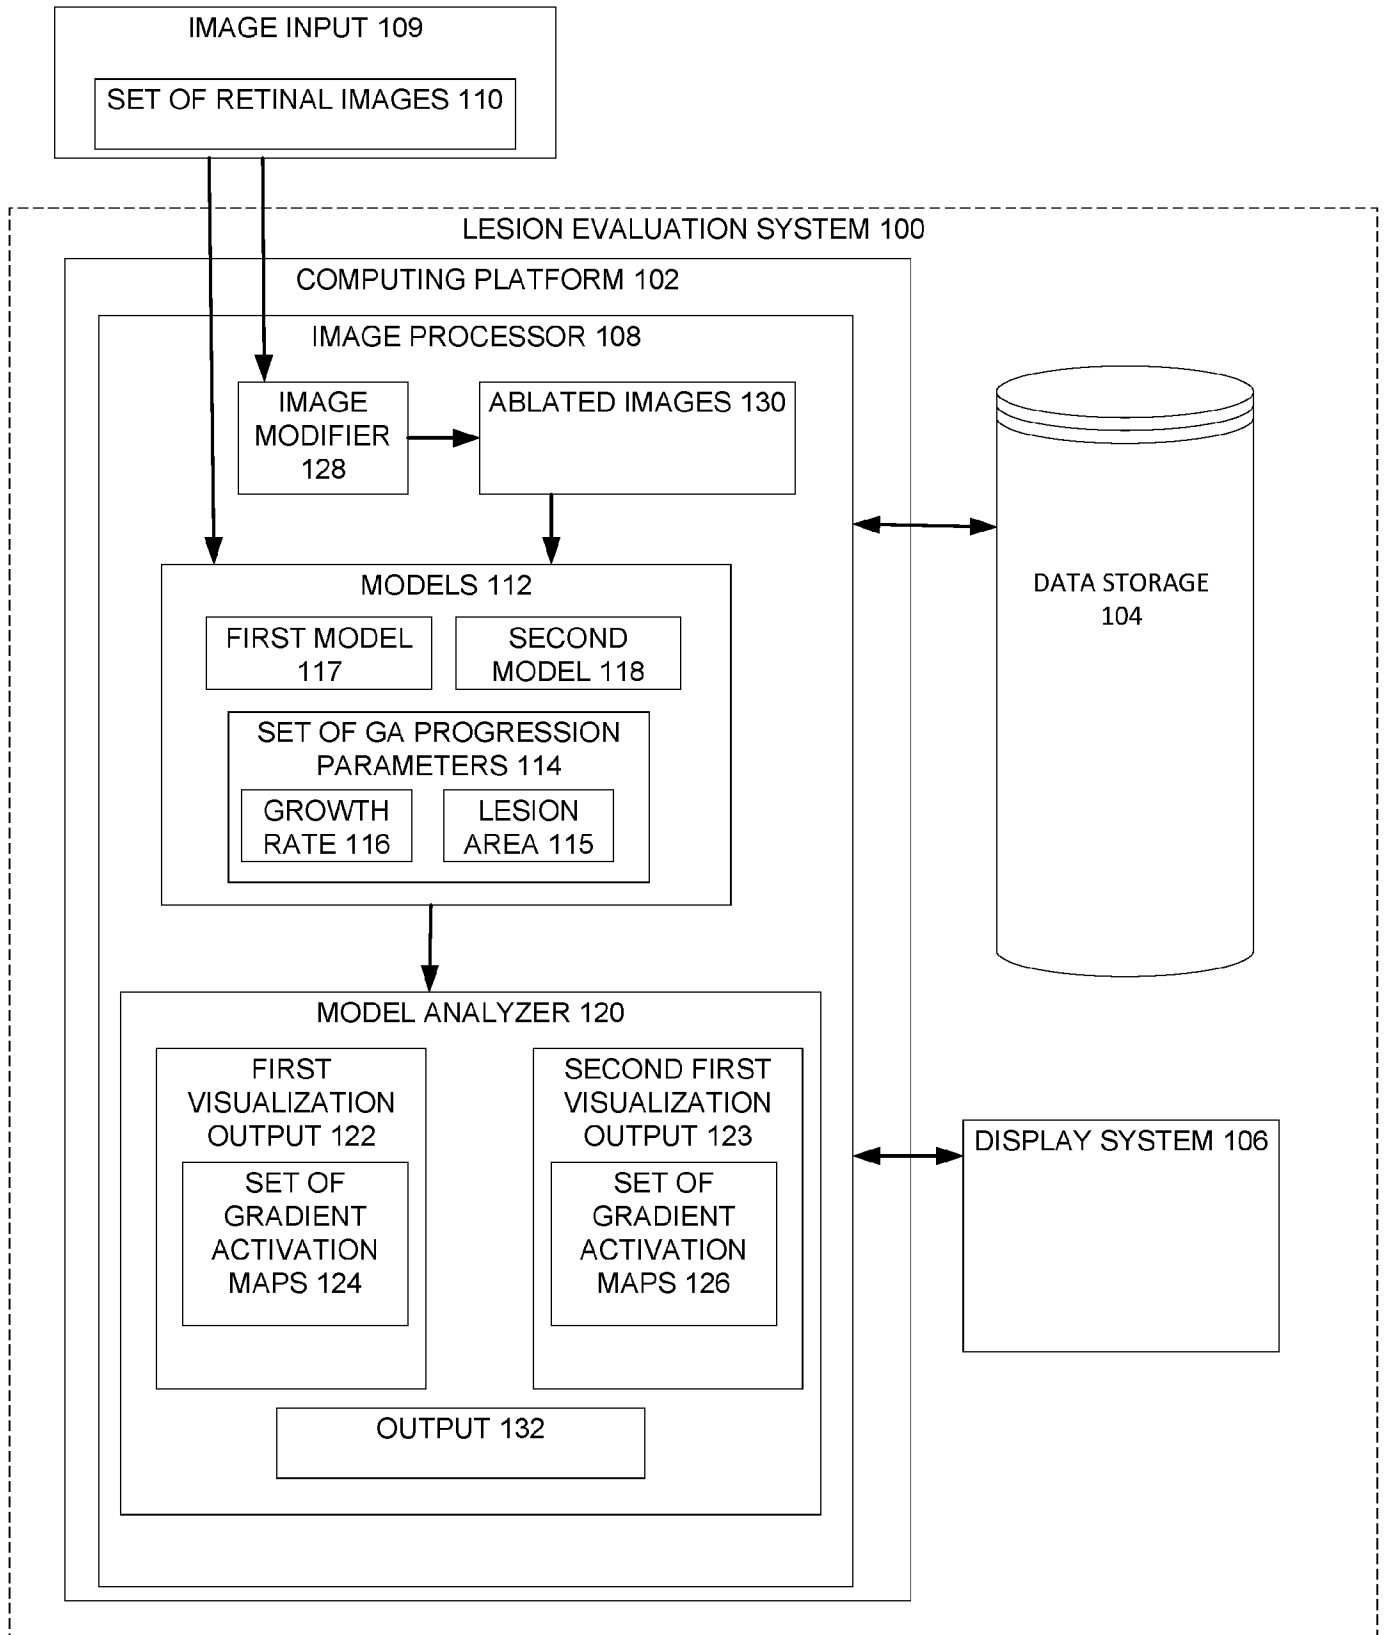 IMAGE INPUT 109
SET OF RETINAL IMAGES 110
LESION EVALUATION SYSTEM 100
COMPUTING PLATFORM 102
IMAGE PROCESSOR 108
IMAGE
MODIFIER
128
ABLATED IMAGES 130
MODELS 112
FIRST MODEL
117
SECOND
MODEL 118
SET OF GA PROGRESSION
PARAMETERS 114
GROWTH
RATE 116
LESION
AREA 115
MODEL ANALYZER 120
FIRST
VISUALIZATION
OUTPUT 122
SET OF
GRADIENT
ACTIVATION
MAPS 124
SECOND FIRST
VISUALIZATION
OUTPUT 123
SET OF
GRADIENT
ACTIVATION
MAPS 126
OUTPUT 132
DATA STORAGE
104
DISPLAY SYSTEM 106